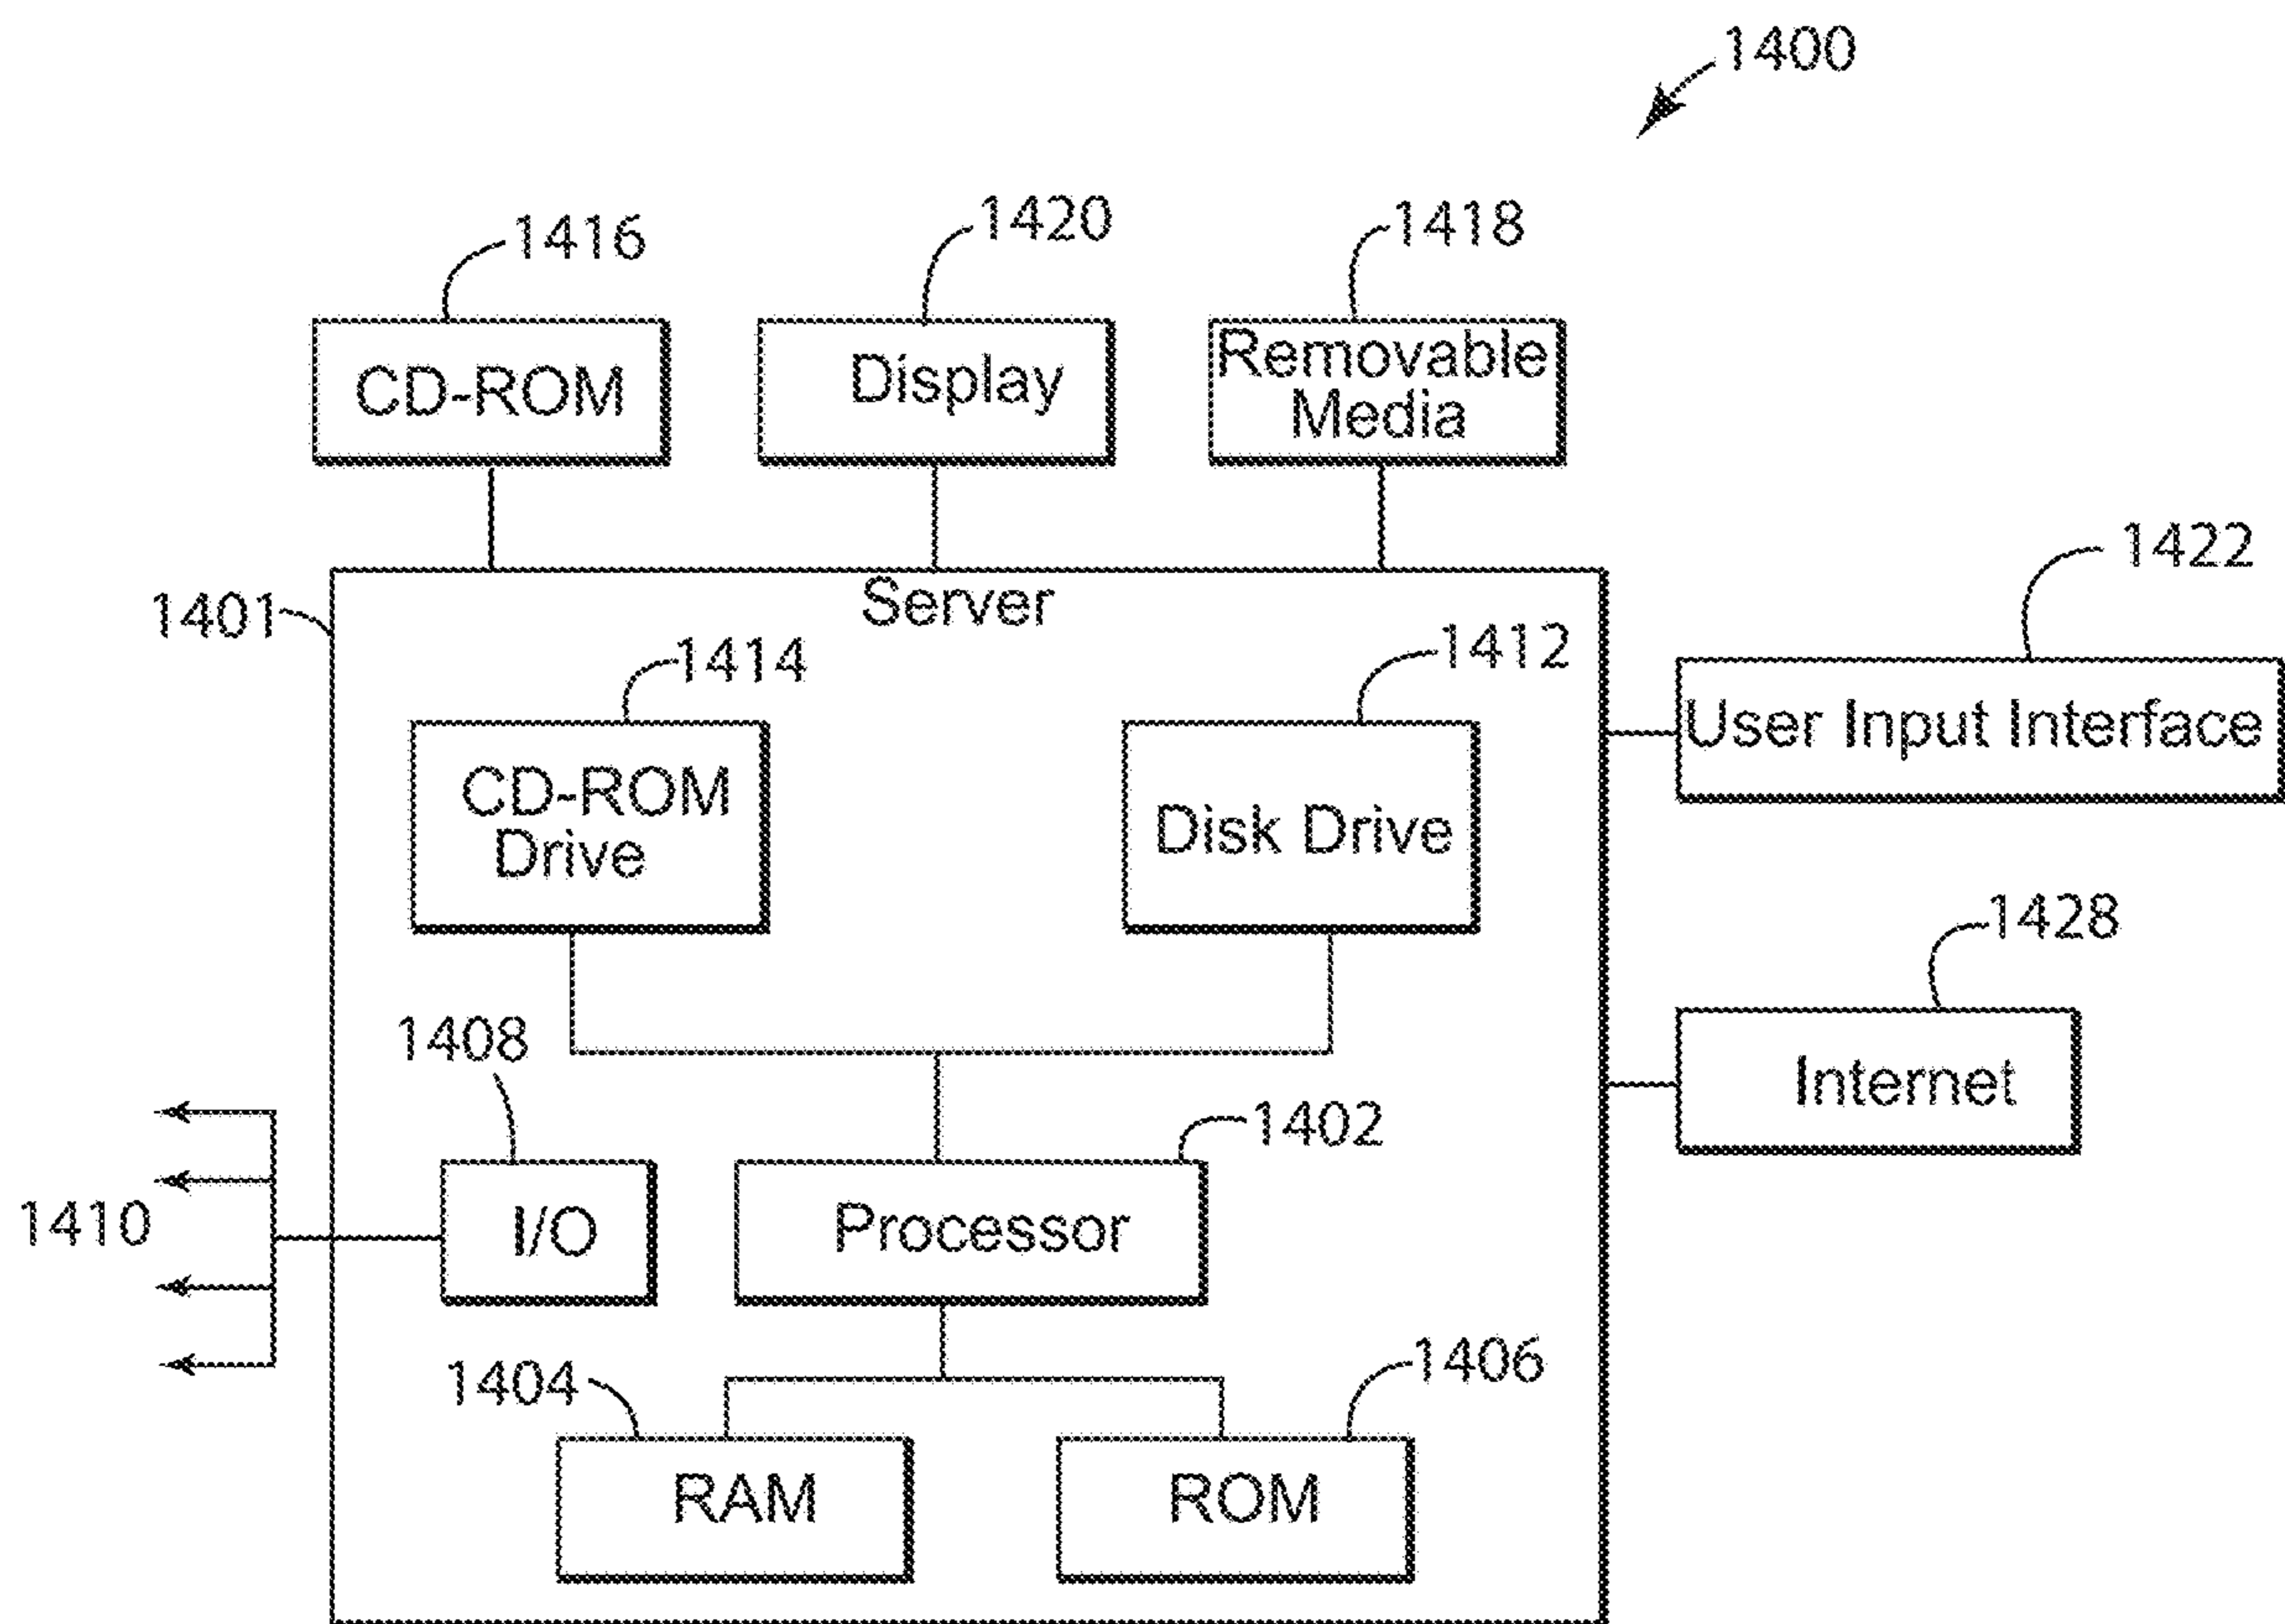 1400
1416
1420
1418
CD-ROM
Display
Removable
Media
1422
1401
Server
1414
1412
User Input Interface
CD-ROM
Drive
Disk Drive
1428
1408
Internet
1402
1410
I/O
Processor
1404
1406
RAM
ROM